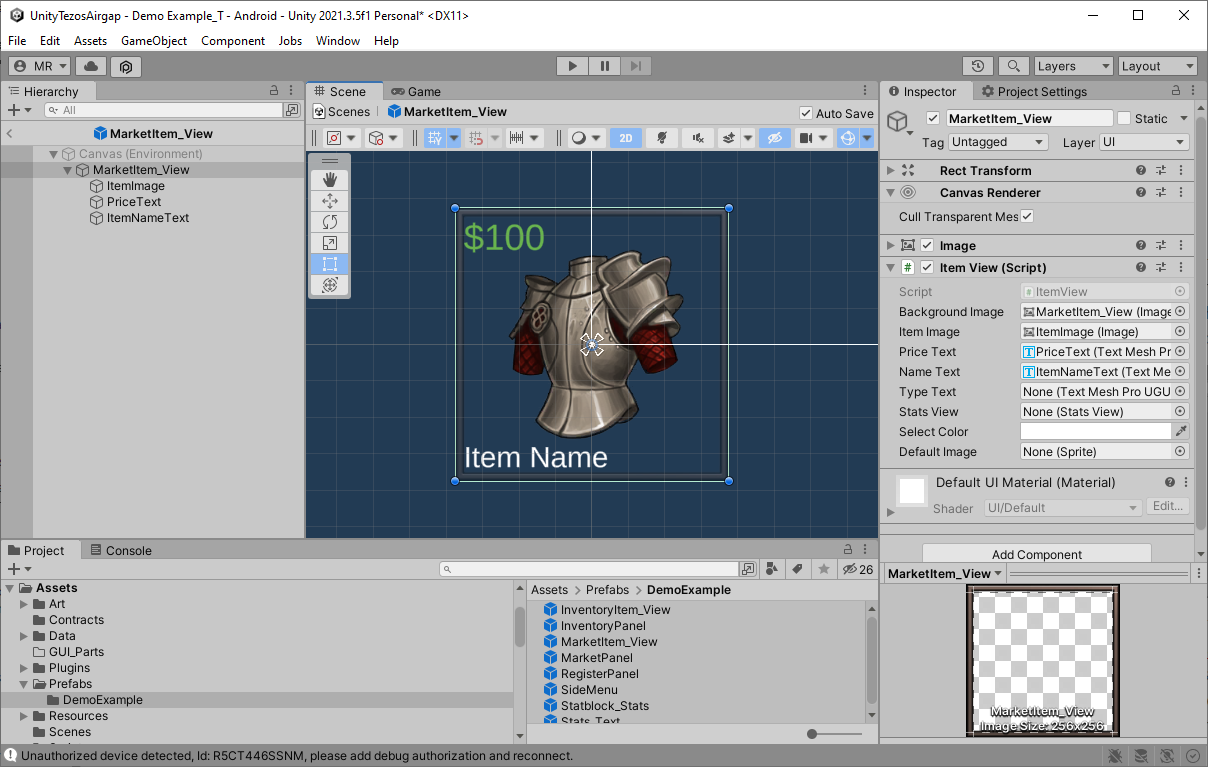 UnityTezosAirgap - Demo Example_T - Android - Unity 2021.3.5f1 Personal* <DX11>
File Edit Assets GameObject Component Jobs Window Help
MR Layers Layout
Hierarchy
All
MarketItem_View
Canvas (Environment)
MarketItem_View
ItemImage
PriceText
ItemNameText
Scene Game
Scenes MarketItem_View Auto Save
2D
$100
Item Name
Inspector Project Settings
MarketItem_View Static
Tag Untagged Layer UI
Rect Transform
Canvas Renderer
Cull Transparent Mes
Image
Item View (Script)
Script ItemView
Background Image MarketItem_View (Image
Item Image ItemImage (Image)
Price Text PriceText (Text Mesh Pr
Name Text ItemNameText (Text Me
Type Text None (Text Mesh Pro UGU
Stats View None (Stats View)
Select Color
Default Image None (Sprite)
Default UI Material (Material)
Shader UI/Default Edit...
Add Component
MarketItem_View
MarketItem_View
Image Size: 256x256
Project Console
26
Assets
Art
Contracts
Data
GUI_Parts
Plugins
Prefabs
DemoExample
Resources
Scenes
Assets > Prefabs > DemoExample
InventoryItem_View
InventoryPanel
MarketItem_View
MarketPanel
RegisterPanel
SideMenu
Statblock_Stats
Stats_Text
Unauthorized device detected, Id: R5CT446SSNM, please add debug authorization and reconnect.